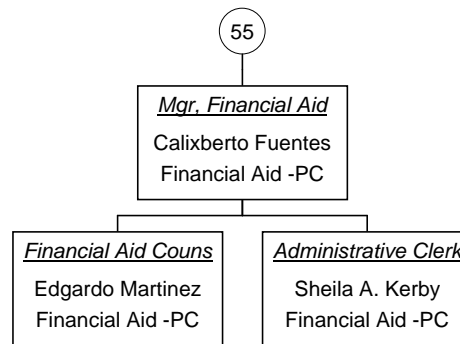 55
Mgr, Financial Aid
Calixberto Fuentes
Financial Aid -PC
Financial Aid Couns
Edgardo Martinez
Financial Aid -PC
Administrative Clerk
Sheila A. Kerby
Financial Aid -PC